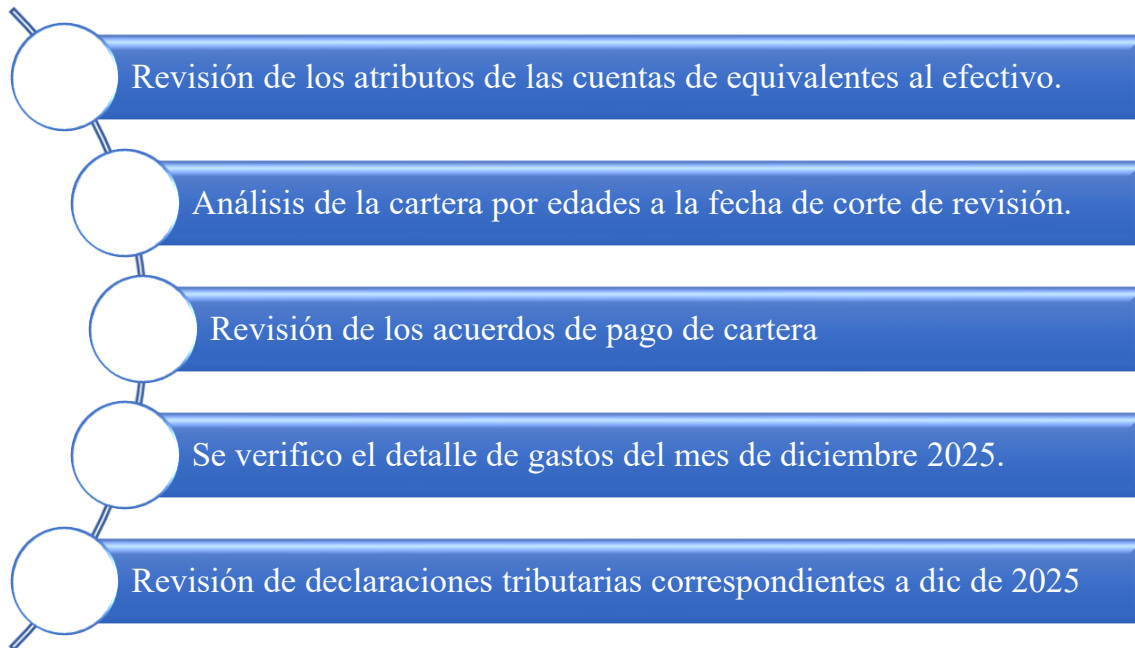 Revisión de los atributos de las cuentas de equivalentes al efectivo.
Análisis de la cartera por edades a la fecha de corte de revisión.
Revisión de los acuerdos de pago de cartera
Se verifico el detalle de gastos del mes de diciembre 2025.
Revisión de declaraciones tributarias correspondientes a dic de 2025